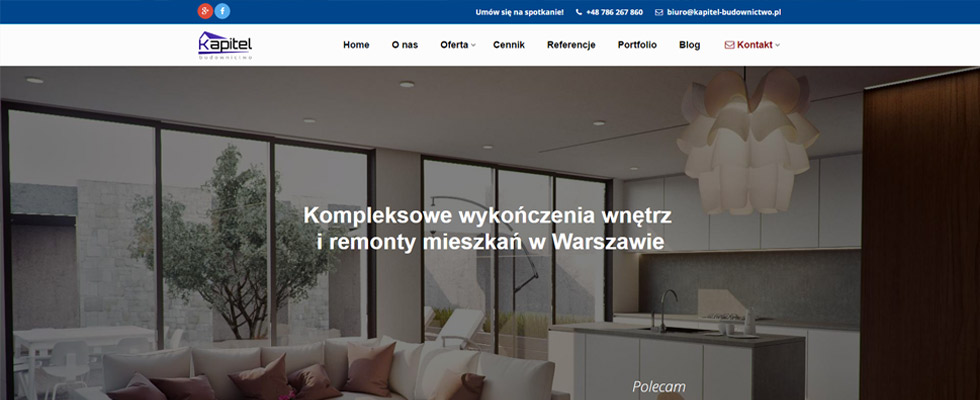 Umów się na spotkanie! +48 786 267 860 biuro@kapitel-budownictwo.pl
Kapitel
budownictwo
Home O nas Oferta Cennik Referencje Portfolio Blog Kontakt
Kompleksowe wykończenia wnętrz
i remonty mieszkań w Warszawie
Polecam